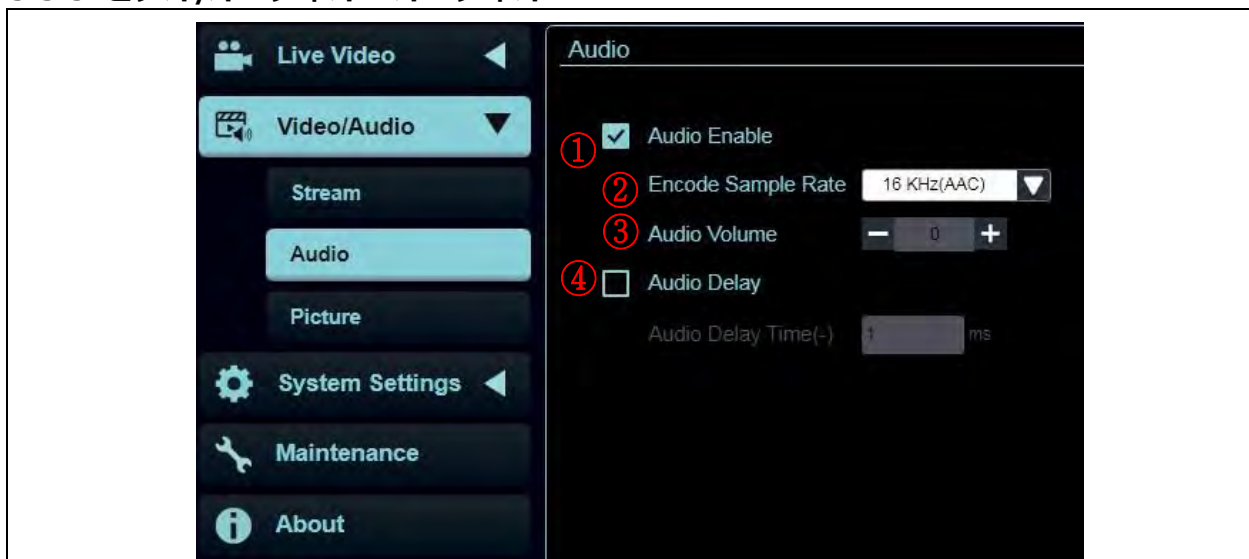 Live Video
Video/Audio
Stream
Audio
Picture
System Settings
Maintenance
About
Audio
① Audio Enable
② Encode Sample Rate 16 KHz(AAC)
③ Audio Volume − 0 +
④ Audio Delay
Audio Delay Time(-) 1 ms